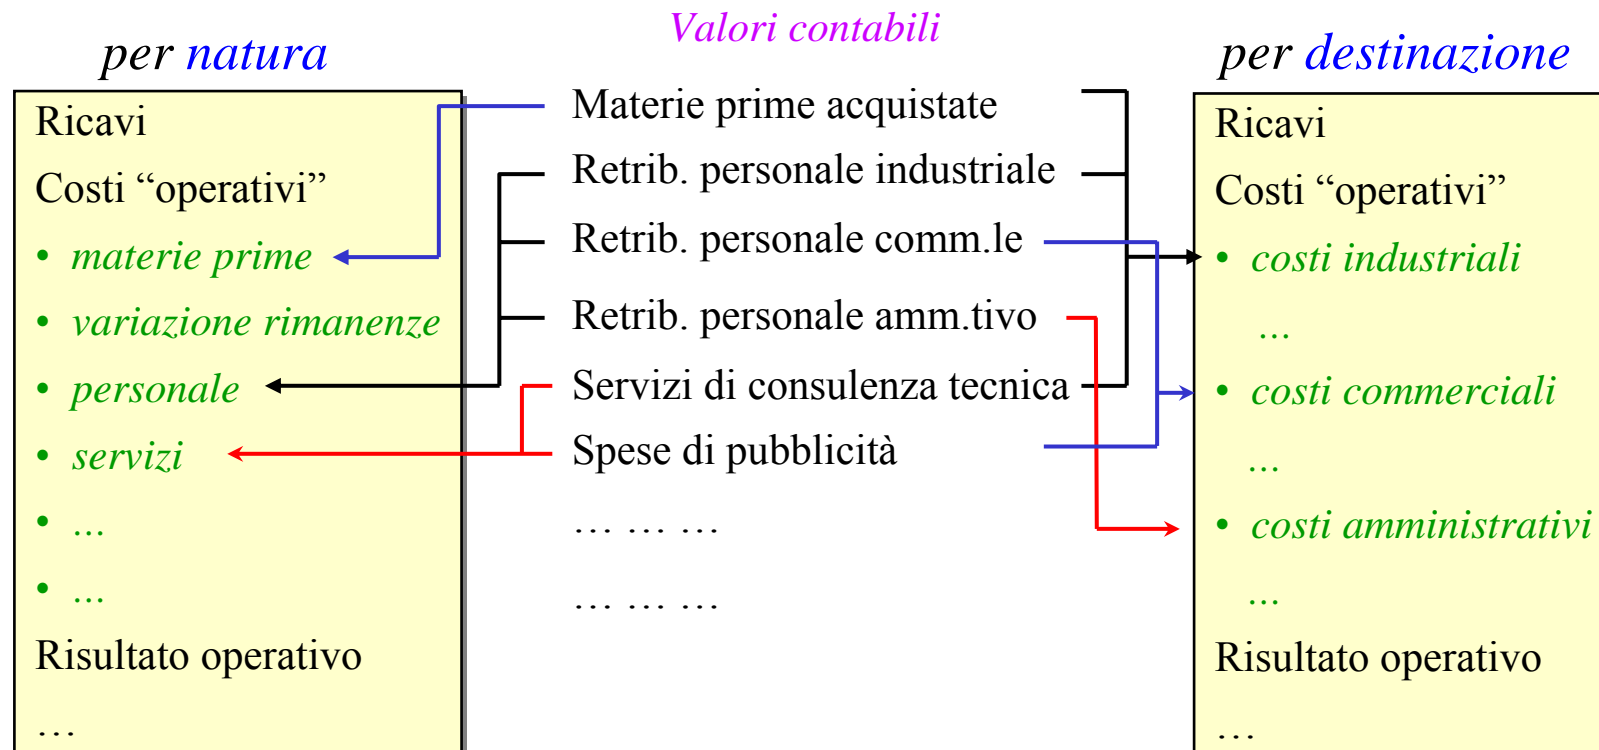 Valori contabili
per natura
Ricavi
Costi “operativi”
• materie prime
• variazione rimanenze
• personale
• servizi
• ...
• ...
Risultato operativo
…
Materie prime acquistate
Retrib. personale industriale
Retrib. personale comm.le
Retrib. personale amm.tivo
Servizi di consulenza tecnica
Spese di pubblicità
… … …
… … …
per destinazione
Ricavi
Costi “operativi”
• costi industriali
...
• costi commerciali
...
• costi amministrativi
...
Risultato operativo
…